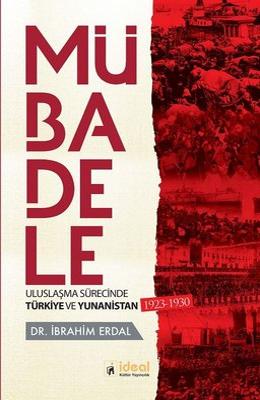 MÜ
BA
DE
LE
ULUSLAŞMA SÜRECİNDE
TÜRKİYE VE YUNANİSTAN 1923-1930
DR. İBRAHİM ERDAL
ideal
Kültür Yayıncılık